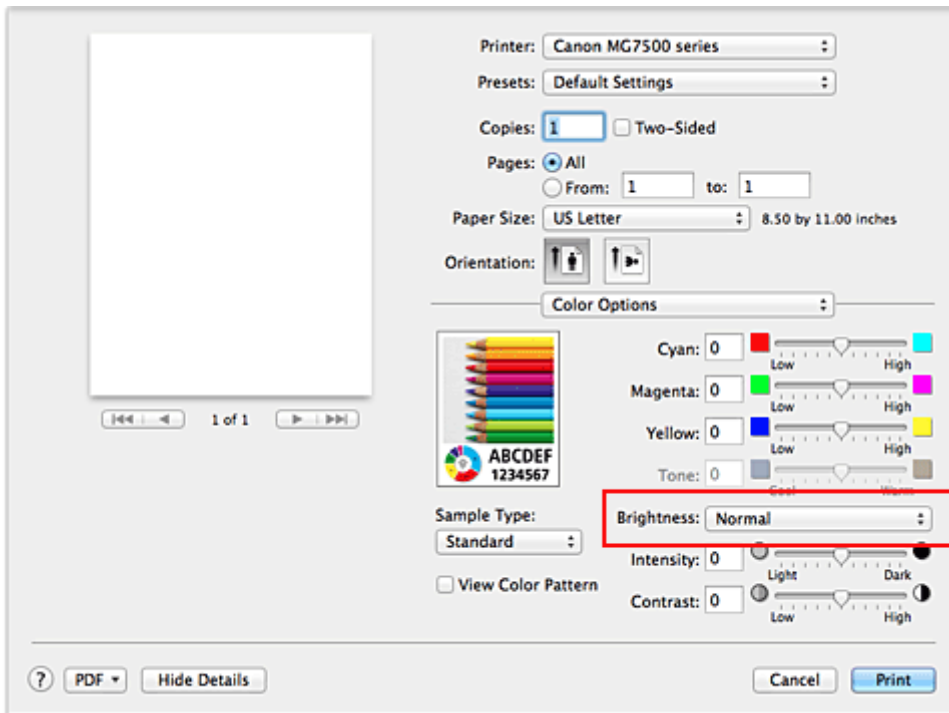 Printer: Canon MG7500 series
Presets: Default Settings
Copies: 1 Two-Sided
Pages: All
From: 1 to: 1
Paper Size: US Letter 8.50 by 11.00 inches
Orientation:
Color Options
Cyan: 0
Low High
Magenta: 0
Low High
1 of 1
Yellow: 0
Low High
ABCDEF
1234567
Tone: 0
Cool Warm
Sample Type:
Standard
Brightness: Normal
Intensity: 0
Light Dark
View Color Pattern
Contrast: 0
Low High
? PDF Hide Details Cancel Print